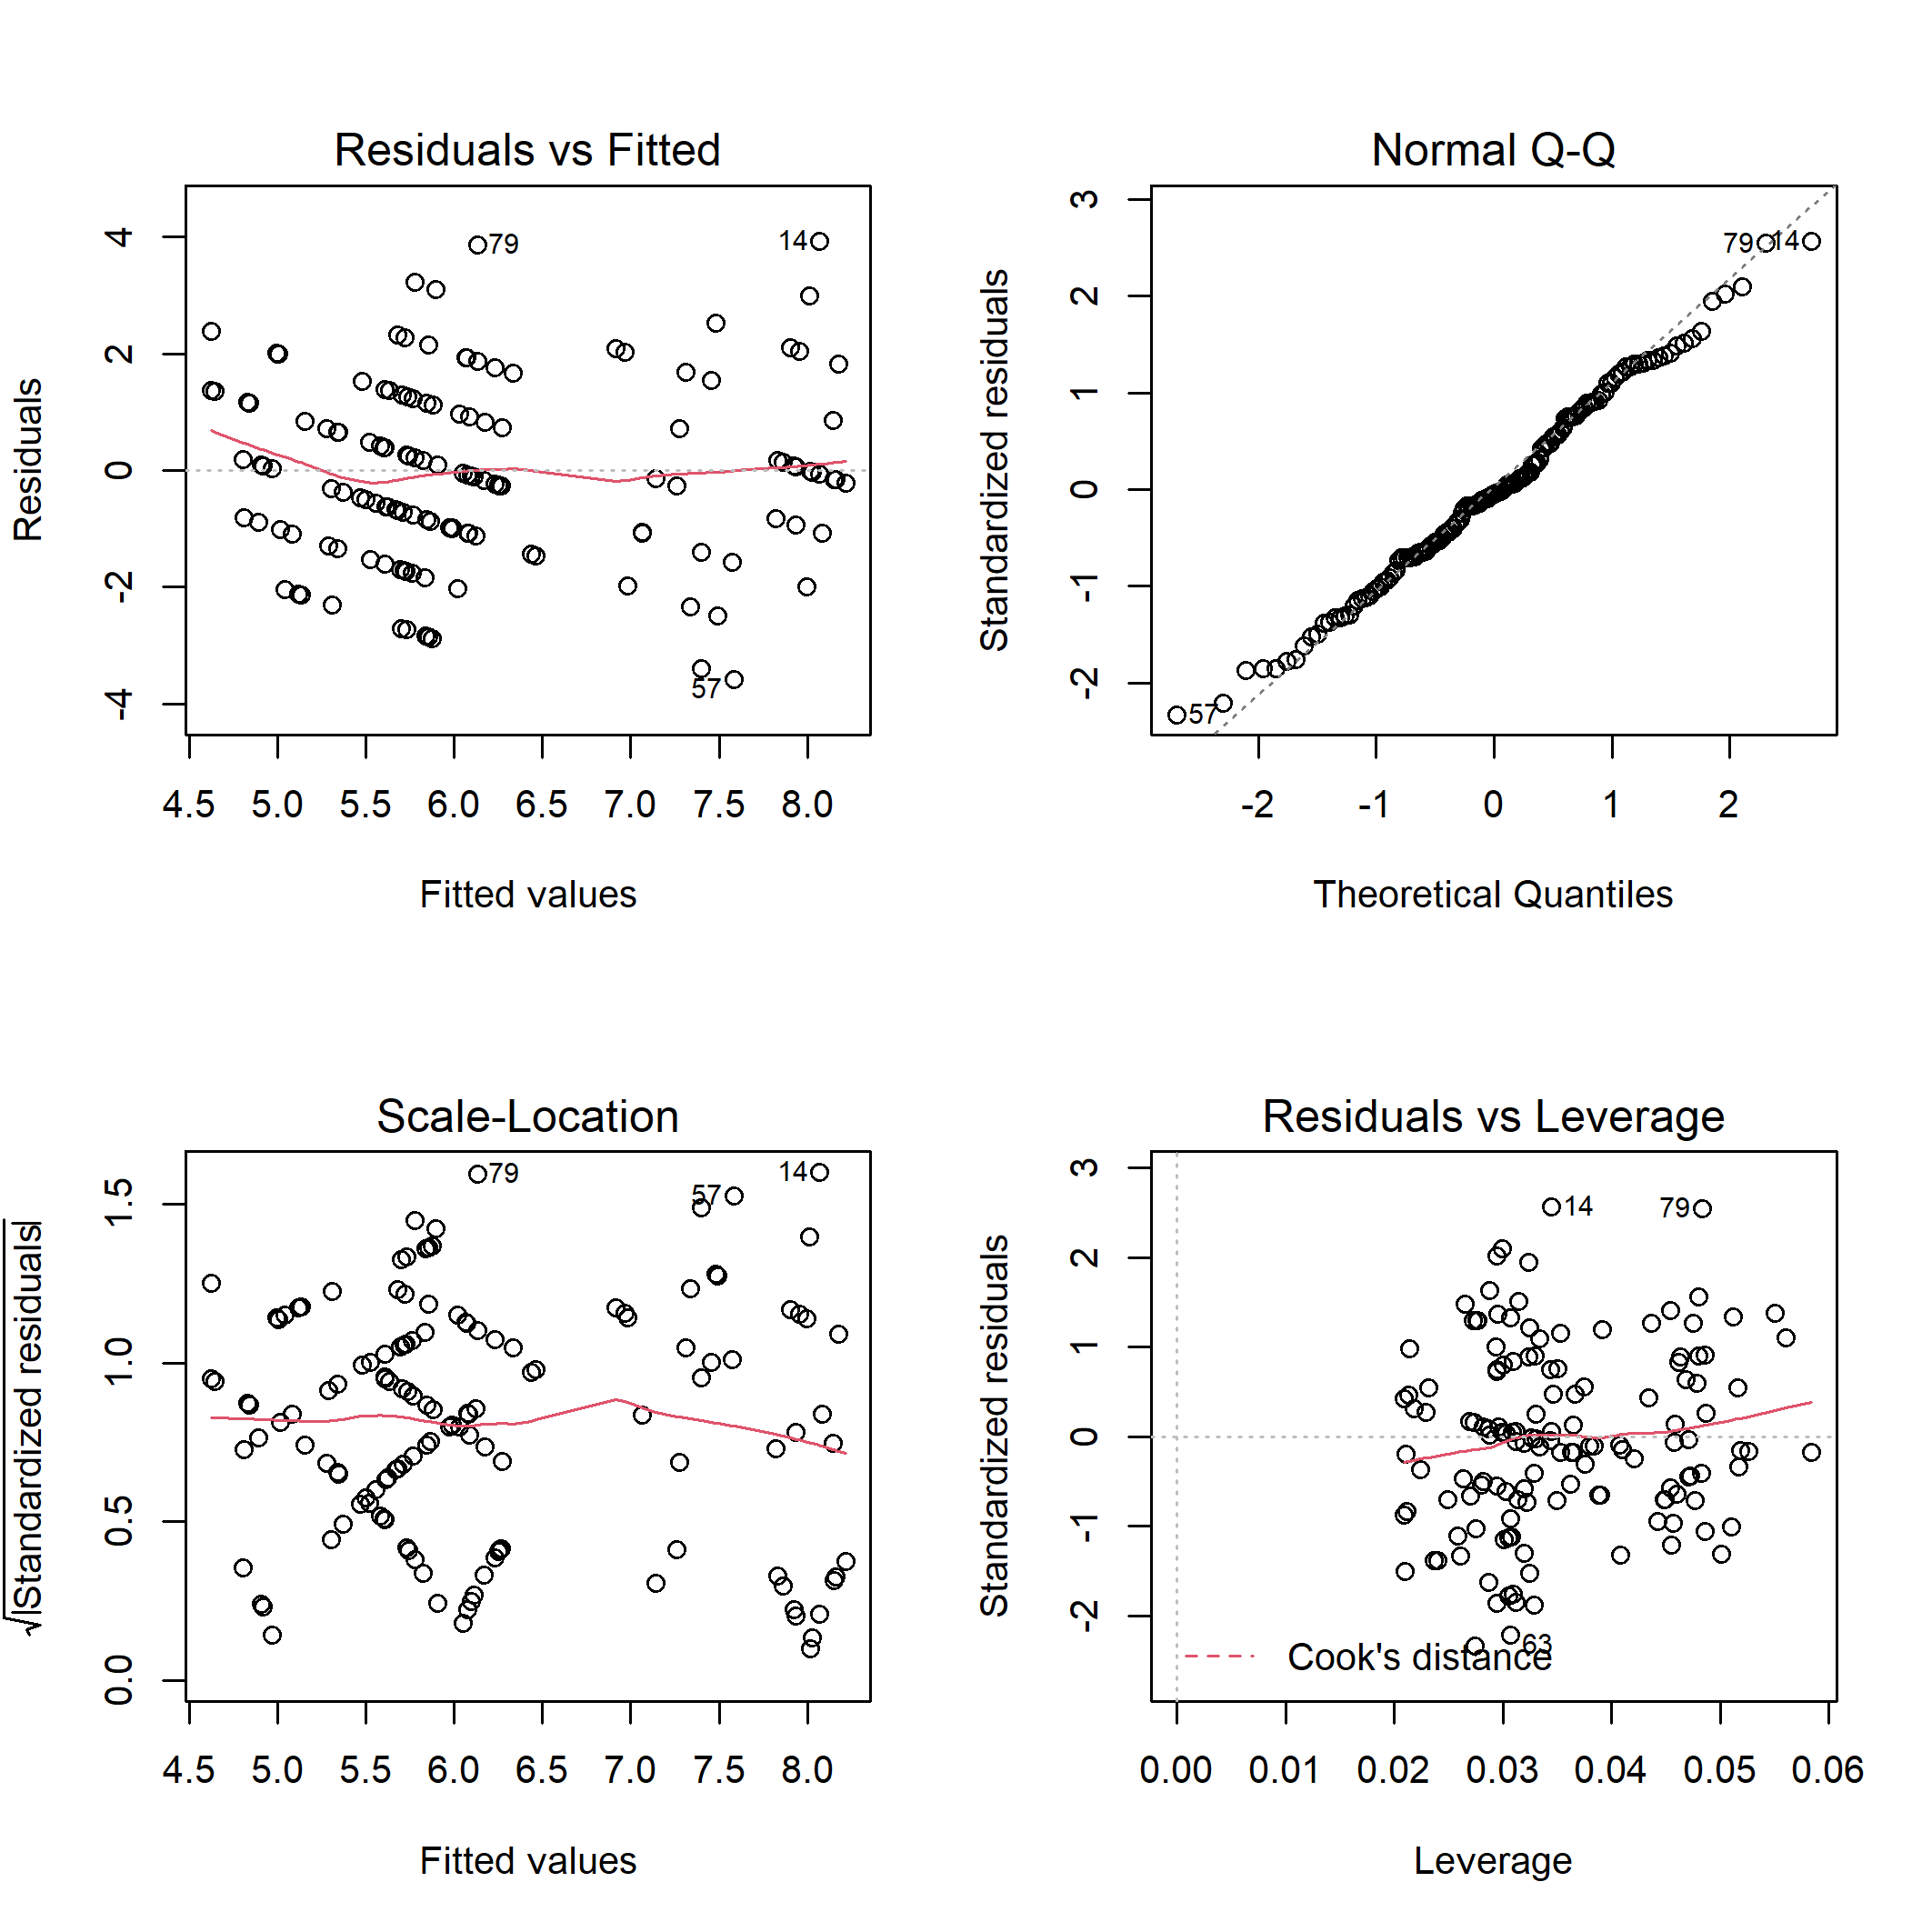 Residuals vs Fitted
Residuals
4
2
0
-2
-4
79
14
57
4.5 5.0 5.5 6.0 6.5 7.0 7.5 8.0
Fitted values
Normal Q-Q
Standardized residuals
3
2
1
0
-1
-2
79
14
57
-2 -1 0 1 2
Theoretical Quantiles
Scale-Location
√|Standardized residuals|
1.5
1.0
0.5
0.0
79
57
14
4.5 5.0 5.5 6.0 6.5 7.0 7.5 8.0
Fitted values
Residuals vs Leverage
Standardized residuals
3
2
1
0
-1
-2
14
79
63
Cook's distance
0.00 0.01 0.02 0.03 0.04 0.05 0.06
Leverage